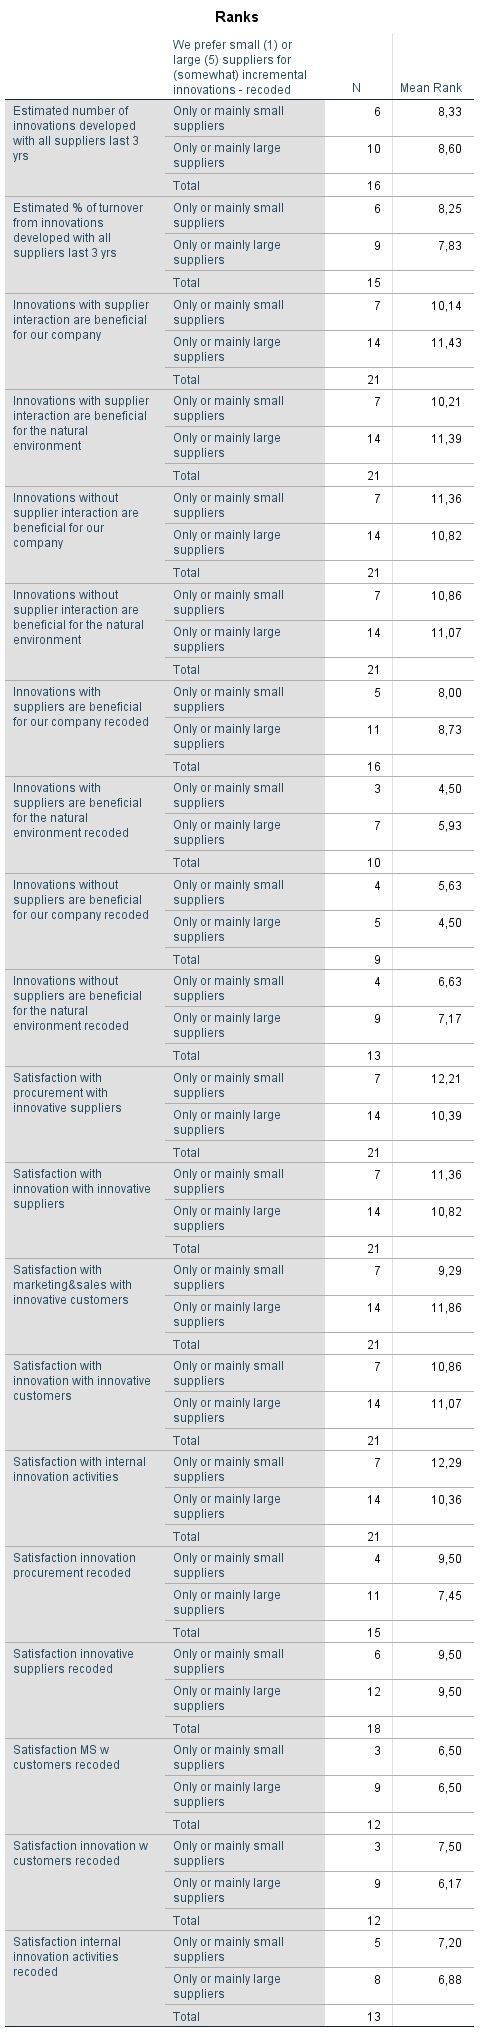 Ranks
We prefer small (1) or
large (5) suppliers for
(somewhat) incremental
innovations - recoded N Mean Rank
Estimated number of
innovations developed
with all suppliers last 3
yrs
Only or mainly small
suppliers 6 8,33
Only or mainly large
suppliers 10 8,60
Total 16
Estimated % of turnover
from innovations
developed with all
suppliers last 3 yrs
Only or mainly small
suppliers 6 8,25
Only or mainly large
suppliers 9 7,83
Total 15
Innovations with supplier
interaction are beneficial
for our company
Only or mainly small
suppliers 7 10,14
Only or mainly large
suppliers 14 11,43
Total 21
Innovations with supplier
interaction are beneficial
for the natural
environment
Only or mainly small
suppliers 7 10,21
Only or mainly large
suppliers 14 11,39
Total 21
Innovations without
supplier interaction are
beneficial for our
company
Only or mainly small
suppliers 7 11,36
Only or mainly large
suppliers 14 10,82
Total 21
Innovations without
supplier interaction are
beneficial for the natural
environment
Only or mainly small
suppliers 7 10,86
Only or mainly large
suppliers 14 11,07
Total 21
Innovations with
suppliers are beneficial
for our company recoded
Only or mainly small
suppliers 5 8,00
Only or mainly large
suppliers 11 8,73
Total 16
Innovations with
suppliers are beneficial
for the natural
environment recoded
Only or mainly small
suppliers 3 4,50
Only or mainly large
suppliers 7 5,93
Total 10
Innovations without
suppliers are beneficial
for our company recoded
Only or mainly small
suppliers 4 5,63
Only or mainly large
suppliers 5 4,50
Total 9
Innovations without
suppliers are beneficial
for the natural
environment recoded
Only or mainly small
suppliers 4 6,63
Only or mainly large
suppliers 9 7,17
Total 13
Satisfaction with
procurement with
innovative suppliers
Only or mainly small
suppliers 7 12,21
Only or mainly large
suppliers 14 10,39
Total 21
Satisfaction with
innovation with innovative
suppliers
Only or mainly small
suppliers 7 11,36
Only or mainly large
suppliers 14 10,82
Total 21
Satisfaction with
marketing&sales with
innovative customers
Only or mainly small
suppliers 7 9,29
Only or mainly large
suppliers 14 11,86
Total 21
Satisfaction with
innovation with innovative
customers
Only or mainly small
suppliers 7 10,86
Only or mainly large
suppliers 14 11,07
Total 21
Satisfaction with internal
innovation activities
Only or mainly small
suppliers 7 12,29
Only or mainly large
suppliers 14 10,36
Total 21
Satisfaction innovation
procurement recoded
Only or mainly small
suppliers 4 9,50
Only or mainly large
suppliers 11 7,45
Total 15
Satisfaction innovative
suppliers recoded
Only or mainly small
suppliers 6 9,50
Only or mainly large
suppliers 12 9,50
Total 18
Satisfaction MS w
customers recoded
Only or mainly small
suppliers 3 6,50
Only or mainly large
suppliers 9 6,50
Total 12
Satisfaction innovation w
customers recoded
Only or mainly small
suppliers 3 7,50
Only or mainly large
suppliers 9 6,17
Total 12
Satisfaction internal
innovation activities
recoded
Only or mainly small
suppliers 5 7,20
Only or mainly large
suppliers 8 6,88
Total 13